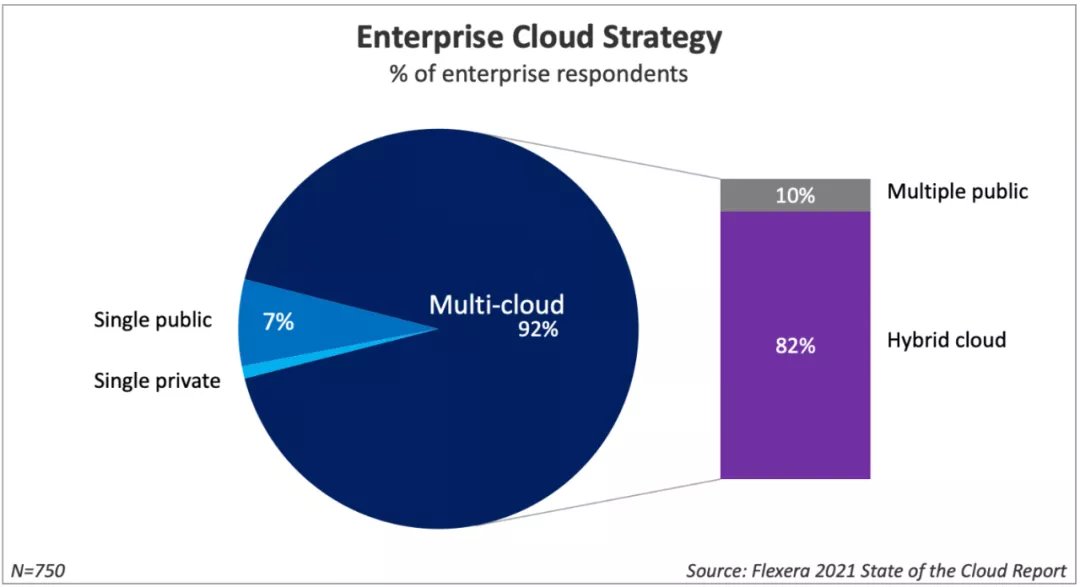 Enterprise Cloud Strategy
% of enterprise respondents
10%
Multiple public
Multi-cloud
92%
Single public
7%
Single private
82%
Hybrid cloud
N=750
Source: Flexera 2021 State of the Cloud Report